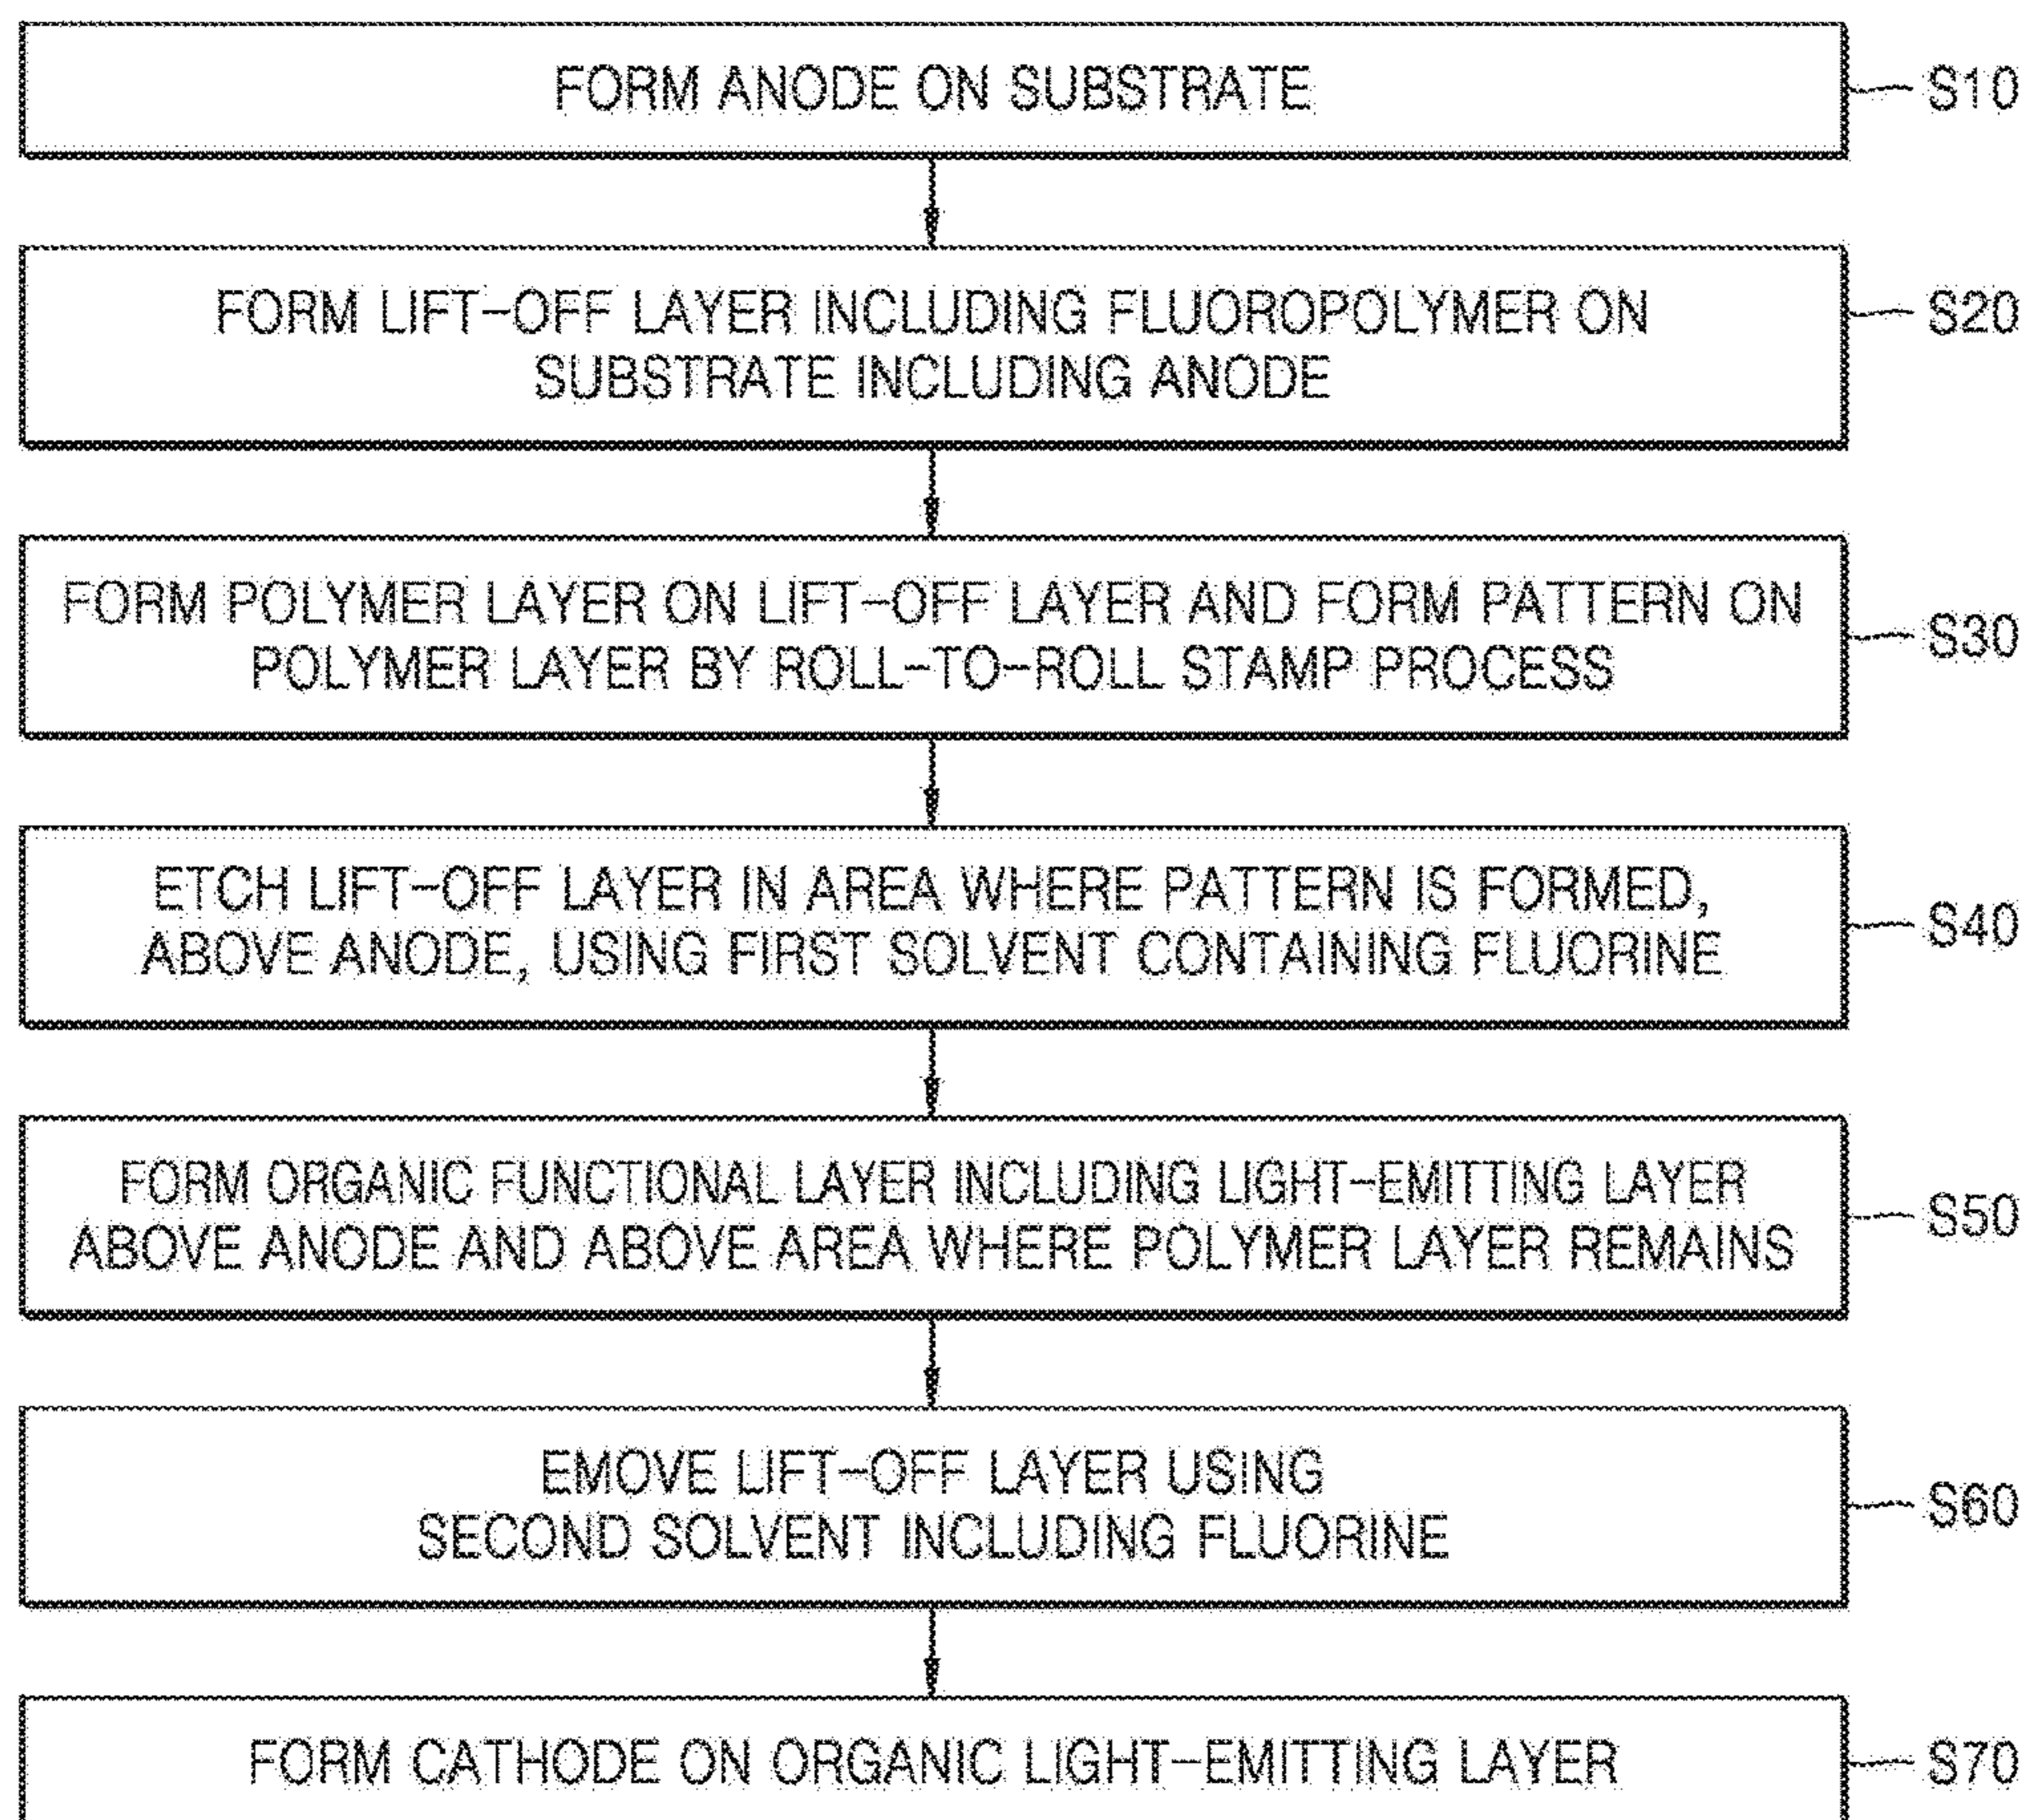 FORM ANODE ON SUBSTRATE
S10
FORM LIFT-OFF LAYER INCLUDING FLUOROPOLYMER ON
SUBSTRATE INCLUDING ANODE
S20
FORM POLYMER LAYER ON LIFT-OFF LAYER AND FORM PATTERN ON
POLYMER LAYER BY ROLL-TO-ROLL STAMP PROCESS
S30
ETCH LIFT-OFF LAYER IN AREA WHERE PATTERN IS FORMED,
ABOVE ANODE, USING FIRST SOLVENT CONTAINING FLUORINE
S40
FORM ORGANIC FUNCTIONAL LAYER INCLUDING LIGHT-EMITTING LAYER
ABOVE ANODE AND ABOVE AREA WHERE POLYMER LAYER REMAINS
S50
EMOVE LIFT-OFF LAYER USING
SECOND SOLVENT INCLUDING FLUORINE
S60
FORM CATHODE ON ORGANIC LIGHT-EMITTING LAYER
S70